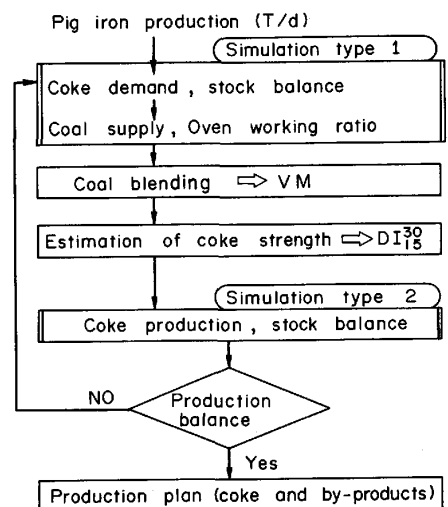 Pig iron production (T/d)
Simulation type 1
Coke demand, stock balance
Coal supply, Oven working ratio
Coal blending ⇨ VM
Estimation of coke strength ⇨ DI³⁰₁₅
Simulation type 2
Coke production, stock balance
NO
Production
balance
Yes
Production plan (coke and by-products)